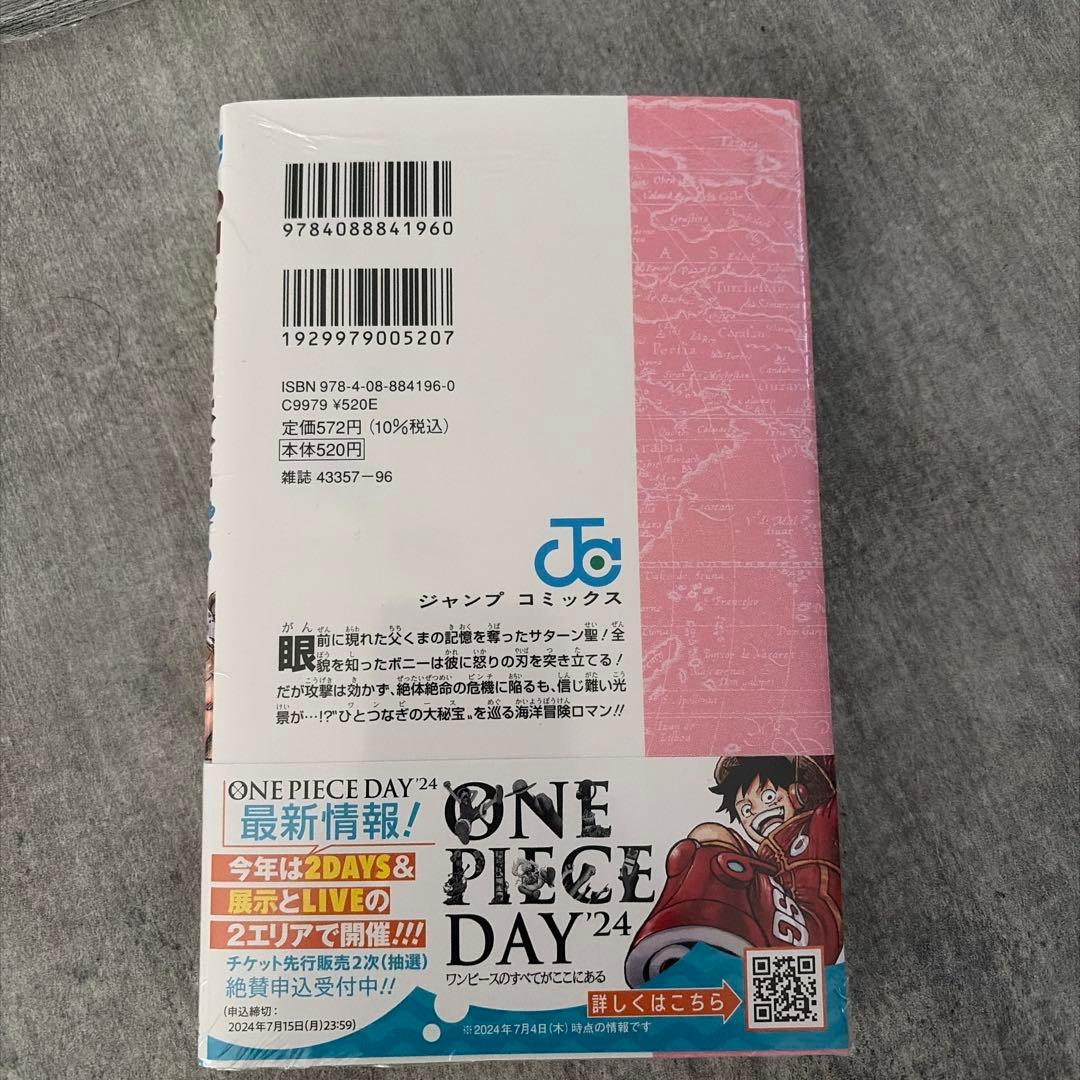 9784088841960
1929979005207
ISBN 978-4-08-884196-0
C9979 ¥520E
定価572円(10%税込)
本体520円
雑誌 43357-96
JC
ジャンプ コミックス
眼前に現れた父くまの記憶を奪ったサターン聖!全
貌を知ったボニーは彼に怒りの刃を突き立てる!
だが攻撃は効かず、絶体絶命の危機に陥るも、信じ難い光
景が…!?"ひとつなぎの大秘宝"を巡る海洋冒険ロマン!!
ONE PIECE DAY'24
最新情報!
今年は2DAYS&
展示とLIVEの
2エリアで開催!!!
チケット先行販売2次(抽選)
絶賛申込受付中!!
(申込締切:
2024年7月15日(月)23:59)
ONE
PIECE
DAY'24
ワンピースのすべてがここにある
SSG
詳しくはこちら
※2024年7月4日(木)時点の情報です